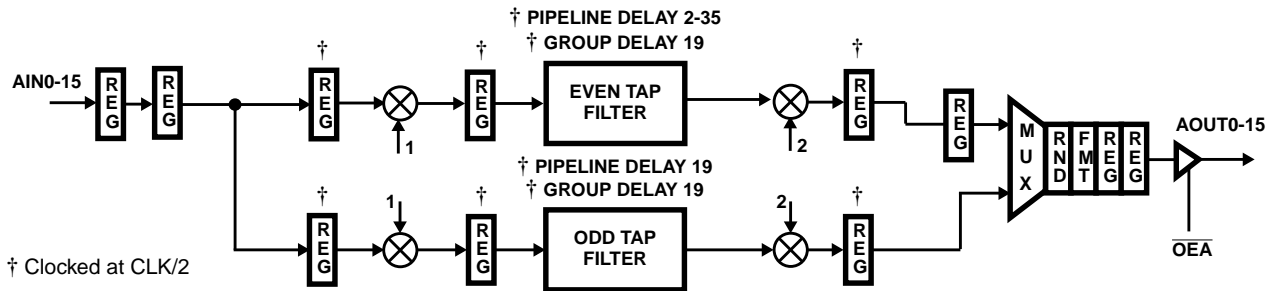 † PIPELINE DELAY 2-35
† GROUP DELAY 19
AIN0-15
REG
REG
†
REG
1
†
REG
EVEN TAP
FILTER
2
†
REG
REG
MUX
RND
FMT
REG
REG
AOUT0-15
OEA
† PIPELINE DELAY 19
† GROUP DELAY 19
†
REG
1
†
REG
ODD TAP
FILTER
2
†
REG
† Clocked at CLK/2